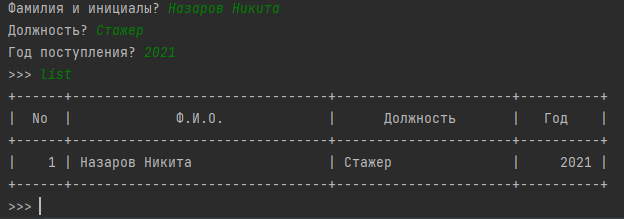 Фамилия и инициалы? Назаров Никита
Должность? Стажер
Год поступления? 2021
>>> list
+------+--------------------------------+----------------------+----------+
|  No  |             Ф.И.О.             |      Должность       |   Год    |
+------+--------------------------------+----------------------+----------+
|    1 | Назаров Никита                 | Стажер               |     2021 |
+------+--------------------------------+----------------------+----------+
>>>